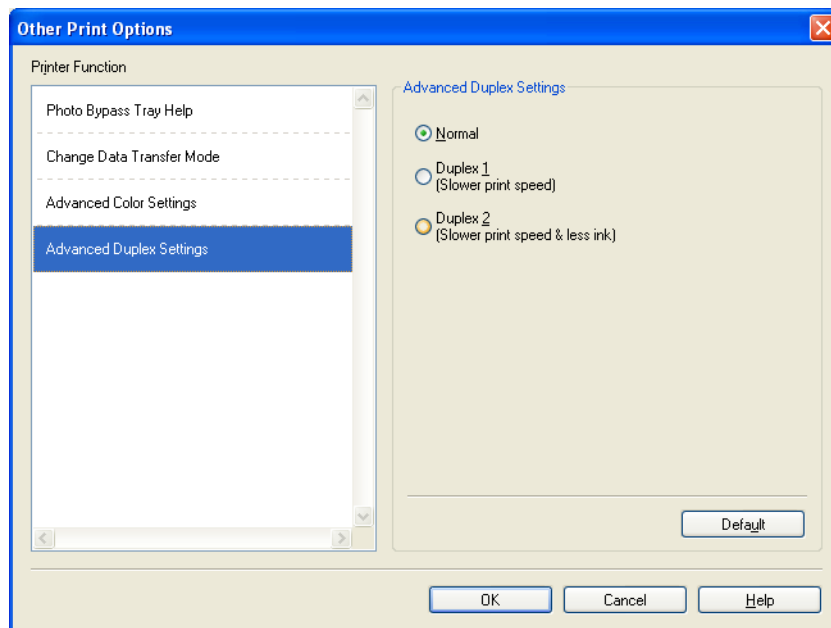 Other Print Options
Printer Function
Photo Bypass Tray Help
Change Data Transfer Mode
Advanced Color Settings
Advanced Duplex Settings
Advanced Duplex Settings
Normal
Duplex 1
(Slower print speed)
Duplex 2
(Slower print speed & less ink)
Default
OK
Cancel
Help